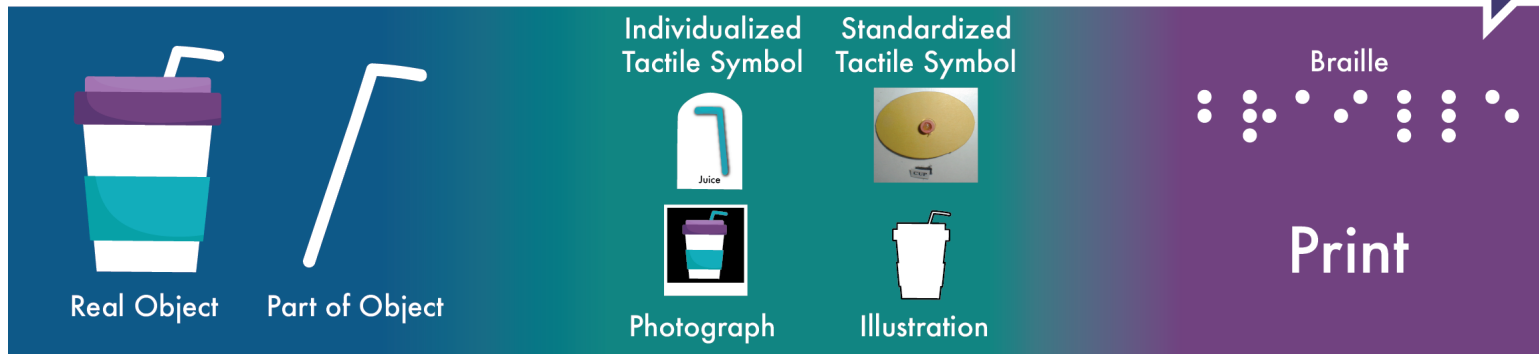 Individualized
Tactile Symbol
Standardized
Tactile Symbol
Braille
⠃⠗⠁⠊⠇⠇⠑
Juice
Print
Real Object
Part of Object
Photograph
Illustration